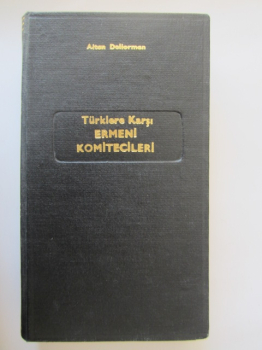 Altan Deliorman
Türklere Karşı
ERMENİ
KOMİTECİLERİ